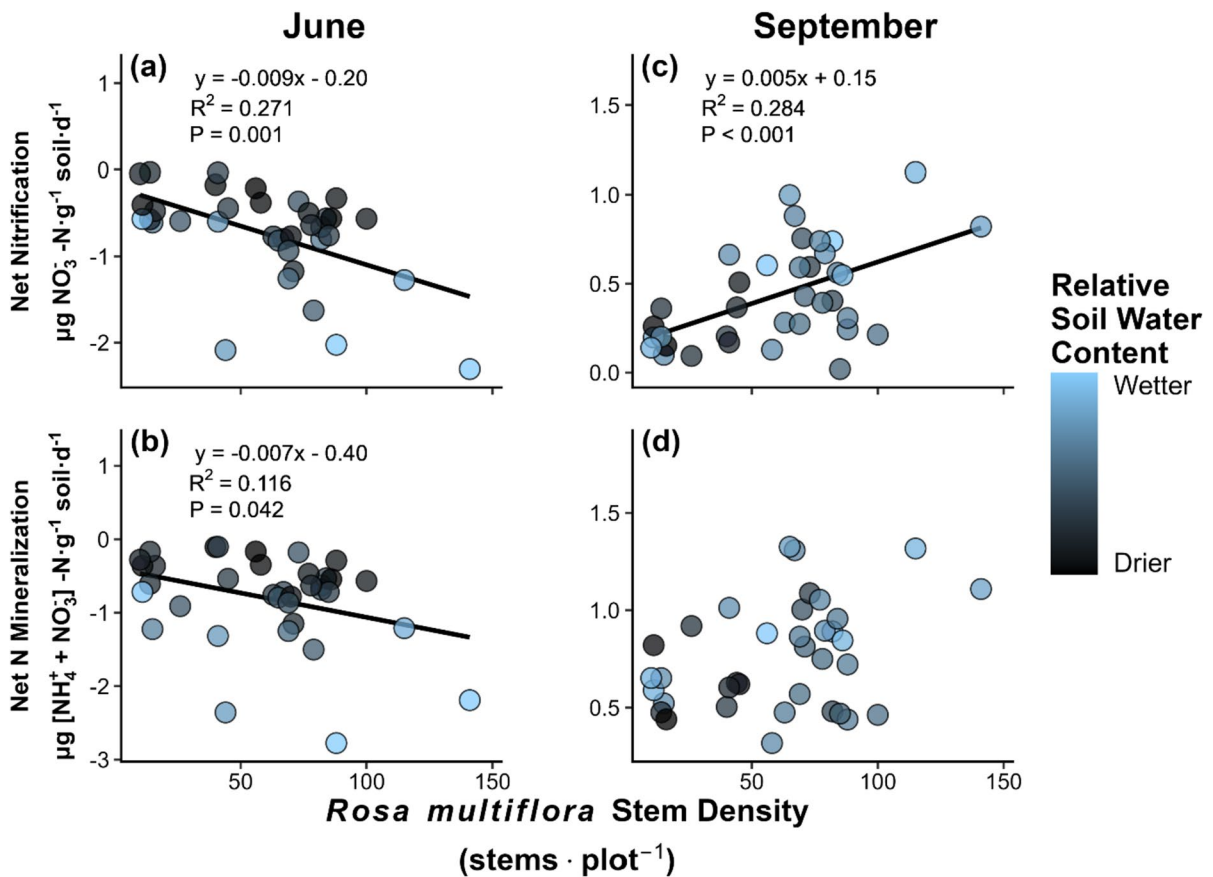 June
September
(a)
y = -0.009x - 0.20
R² = 0.271
P = 0.001
1
0
-1
-2
Net Nitrification
µg NO₃⁻ -N·g⁻¹ soil·d⁻¹
(c)
y = 0.005x + 0.15
R² = 0.284
P < 0.001
1.5
1.0
0.5
0.0
(b)
y = -0.007x - 0.40
R² = 0.116
P = 0.042
1
0
-1
-2
-3
Net N Mineralization
µg [NH₄⁺ + NO₃⁻] -N·g⁻¹ soil·d⁻¹
50 100 150
(d)
1.5
1.0
0.5
50 100 150
Rosa multiflora Stem Density
(stems · plot⁻¹)
Relative
Soil Water
Content
Wetter
Drier